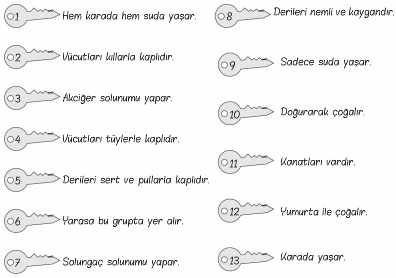 1 Hem karada hem suda yaşar.
2 Vücutları kıllarla kaplıdır.
3 Akciğer solunumu yapar.
4 Vücutları tüylerle kaplıdır.
5 Derileri sert ve pullarla kaplıdır.
6 Yarasa bu grupta yer alır.
7 Solungaç solunumu yapar.
8 Derileri nemli ve kaygandır.
9 Sadece suda yaşar.
10 Doğurarak çoğalır.
11 Kanatları vardır.
12 Yumurta ile çoğalır.
13 Karada yaşar.